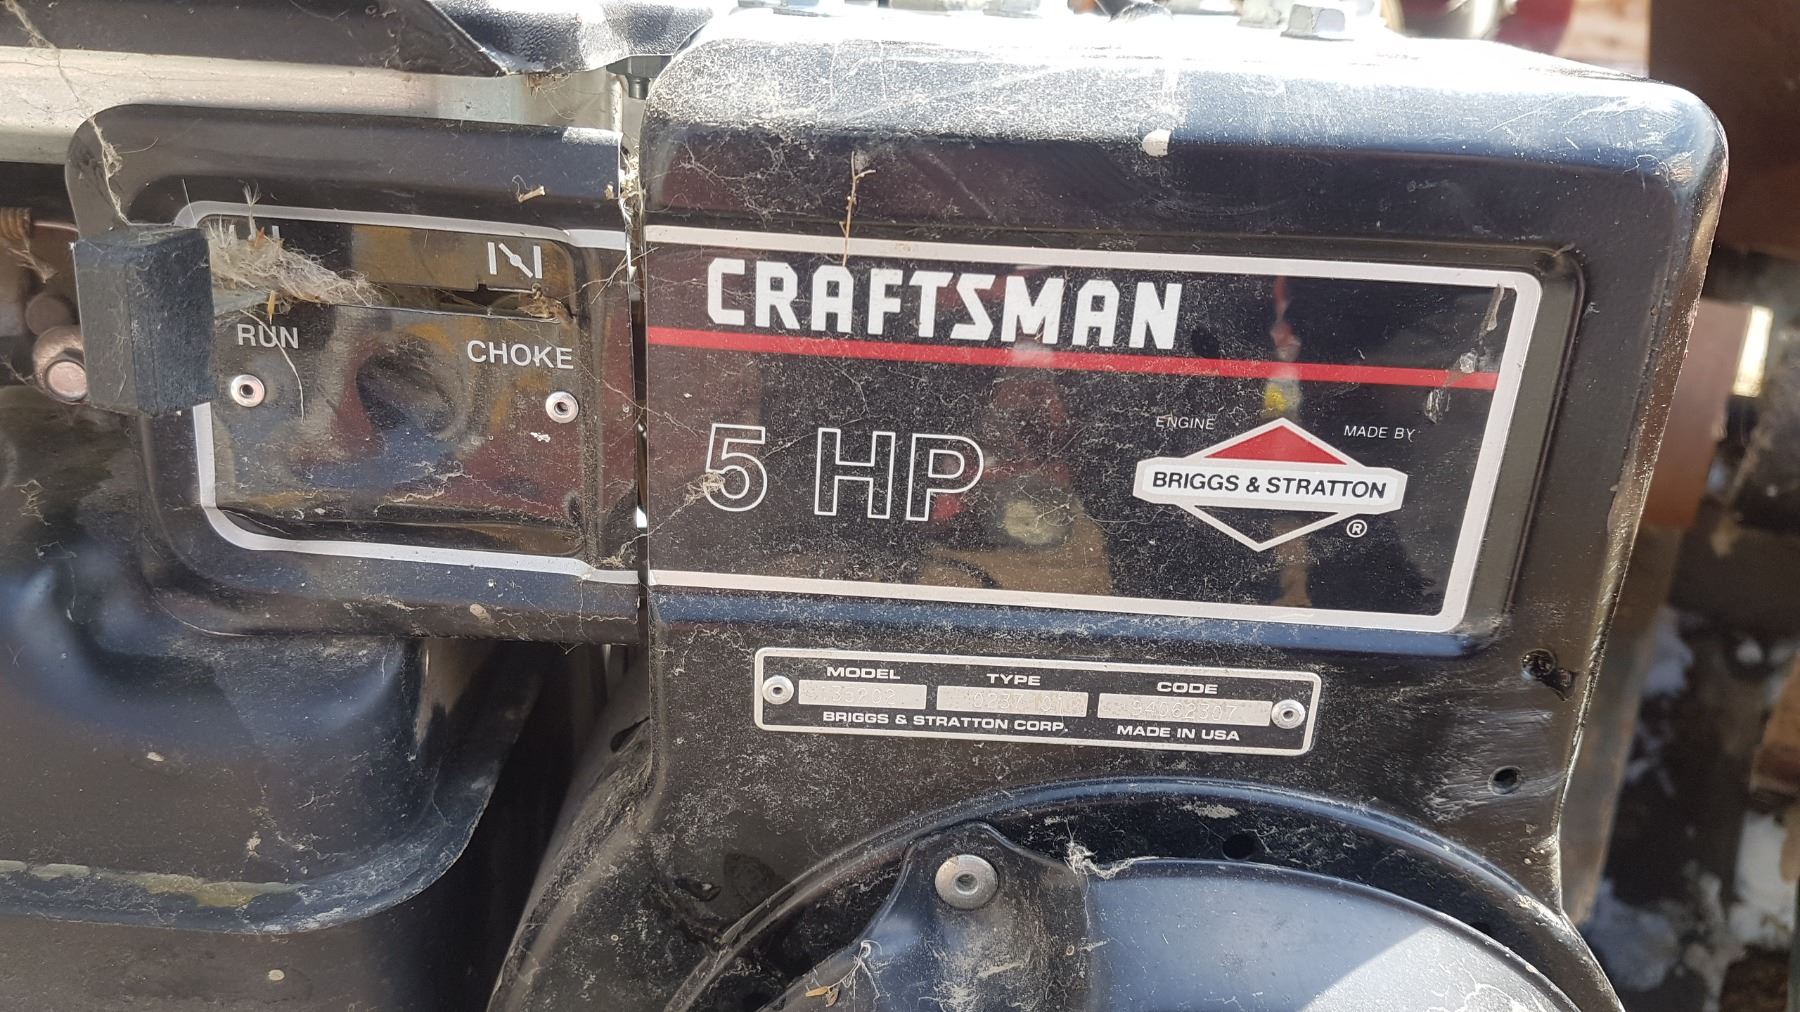 RUN
CHOKE
CRAFTSMAN
5 HP
ENGINE MADE BY
BRIGGS & STRATTON
®
MODEL TYPE CODE
94062307
BRIGGS & STRATTON CORP. MADE IN USA